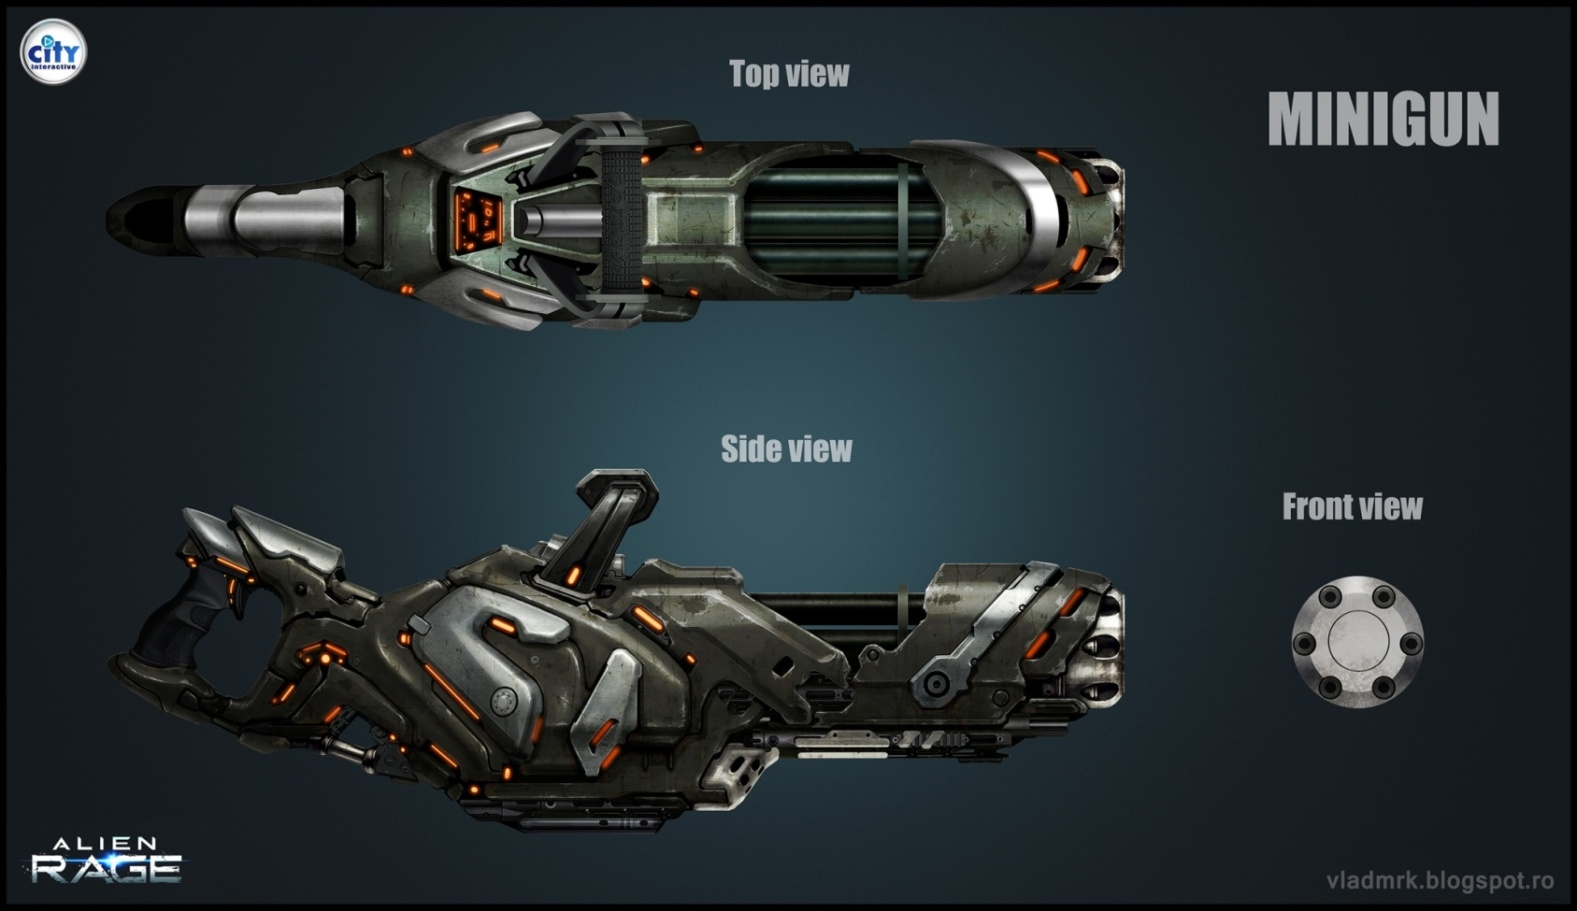 city
interactive
Top view
MINIGUN
Side view
Front view
ALIEN
RAGE
vladmrk.blogspot.ro